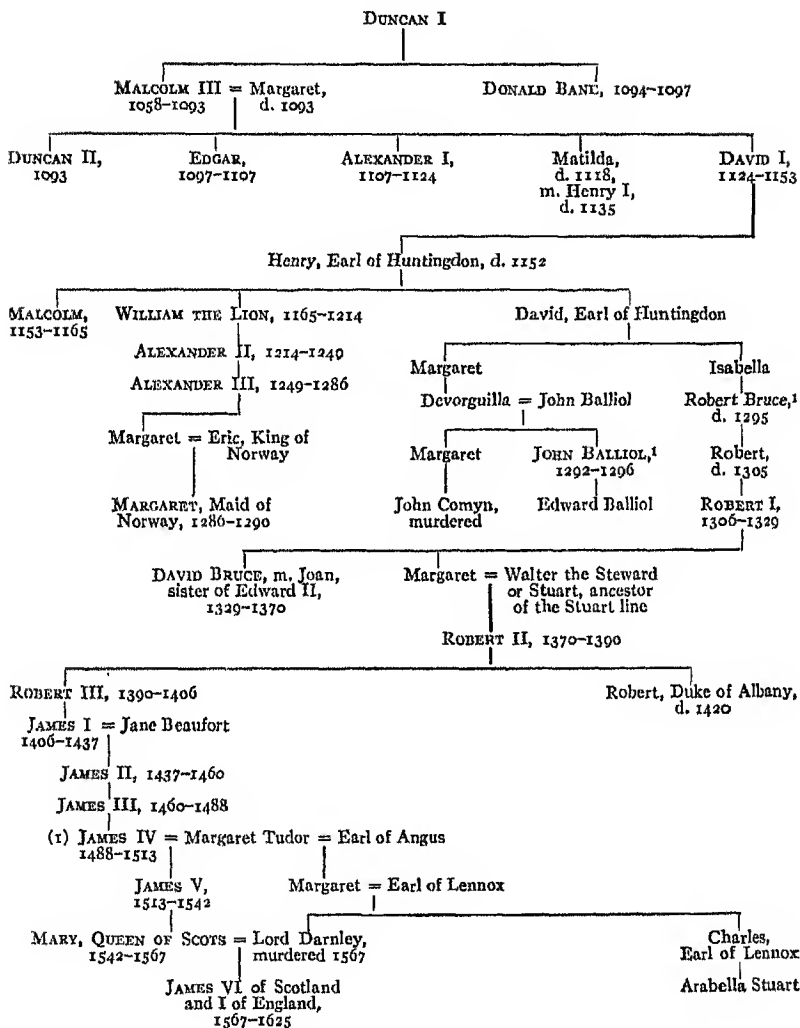 DUNCAN I
MALCOLM III = Margaret,
1058–1093 d. 1093
DONALD BANE, 1094–1097
DUNCAN II,
1093
EDGAR,
1097–1107
ALEXANDER I,
1107–1124
Matilda,
d. 1118,
m. Henry I,
d. 1135
DAVID I,
1124–1153
Henry, Earl of Huntingdon, d. 1152
MALCOLM,
1153–1165
WILLIAM THE LION, 1165–1214
David, Earl of Huntingdon
ALEXANDER II, 1214–1249
ALEXANDER III, 1249–1286
Margaret
Isabella
Devorguilla = John Balliol
Robert Bruce,¹
d. 1295
Margaret = Eric, King of
Norway
Margaret
JOHN BALLIOL,¹
1292–1296
Robert,
d. 1305
MARGARET, Maid of
Norway, 1286–1290
John Comyn,
murdered
Edward Balliol
ROBERT I,
1306–1329
DAVID BRUCE, m. Joan,
sister of Edward II,
1329–1370
Margaret = Walter the Steward
or Stuart, ancestor
of the Stuart line
ROBERT II, 1370–1390
ROBERT III, 1390–1406
Robert, Duke of Albany,
d. 1420
JAMES I = Jane Beaufort
1406–1437
JAMES II, 1437–1460
JAMES III, 1460–1488
(1) JAMES IV = Margaret Tudor = Earl of Angus
1488–1513
JAMES V,
1513–1542
Margaret = Earl of Lennox
MARY, QUEEN OF SCOTS = Lord Darnley,
1542–1567 murdered 1567
Charles,
Earl of Lennox
JAMES VI of Scotland
and I of England,
1567–1625
Arabella Stuart